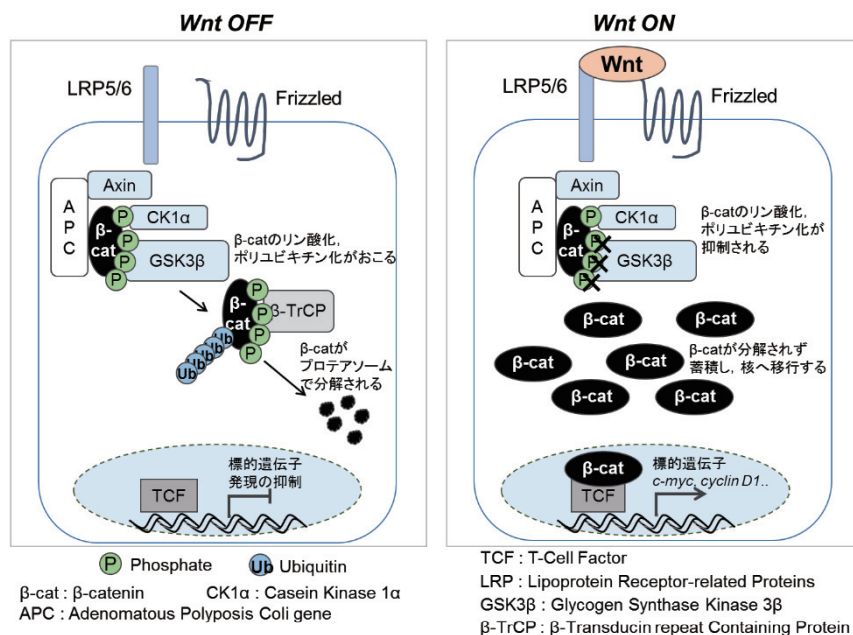 Wnt OFF
LRP5/6
Frizzled
Axin
A
P
C
P
CK1α
β-
cat
P
P
P
GSK3β
β-catのリン酸化,
ポリユビキチン化がおこる
β-
cat
P
P
P
P
β-TrCP
Ub
Ub
Ub
Ub
Ub
β-catが
プロテアソーム
で分解される
標的遺伝子
発現の抑制
TCF
P Phosphate
Ub Ubiquitin
β-cat : β-catenin CK1α : Casein Kinase 1α
APC : Adenomatous Polyposis Coli gene
Wnt ON
Wnt
LRP5/6
Frizzled
Axin
A
P
C
P
CK1α
β-
cat
P
P
P
GSK3β
β-catのリン酸化,
ポリユビキチン化が
抑制される
β-cat
β-cat
β-cat
β-cat
β-cat
β-cat
β-cat
β-catが分解されず
蓄積し, 核へ移行する
β-cat
TCF
標的遺伝子
c-myc, cyclin D1..
TCF : T-Cell Factor
LRP : Lipoprotein Receptor-related Proteins
GSK3β : Glycogen Synthase Kinase 3β
β-TrCP : β-Transducin repeat Containing Protein